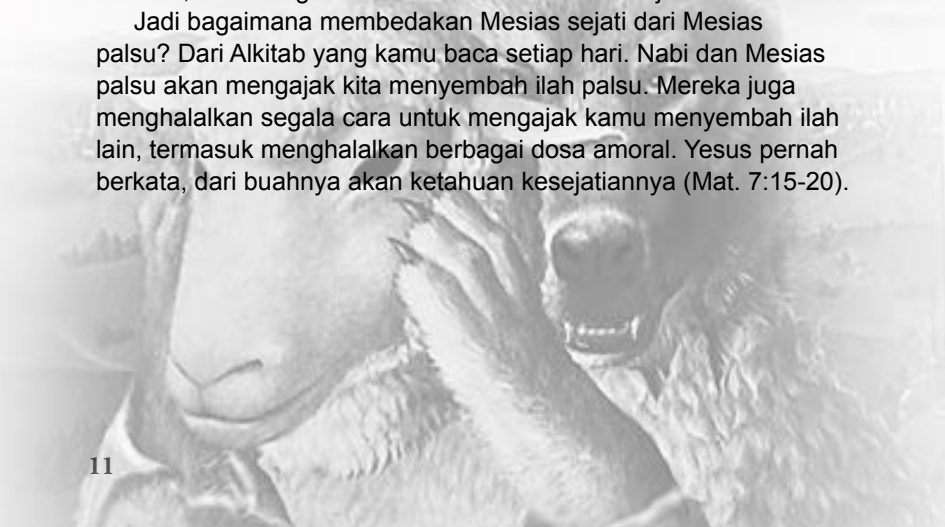 Jadi bagaimana membedakan Mesias sejati dari Mesias
palsu? Dari Alkitab yang kamu baca setiap hari. Nabi dan Mesias
palsu akan mengajak kita menyembah ilah palsu. Mereka juga
menghalalkan segala cara untuk mengajak kamu menyembah ilah
lain, termasuk menghalalkan berbagai dosa amoral. Yesus pernah
berkata, dari buahnya akan ketahuan kesejatiannya (Mat. 7:15-20).
11